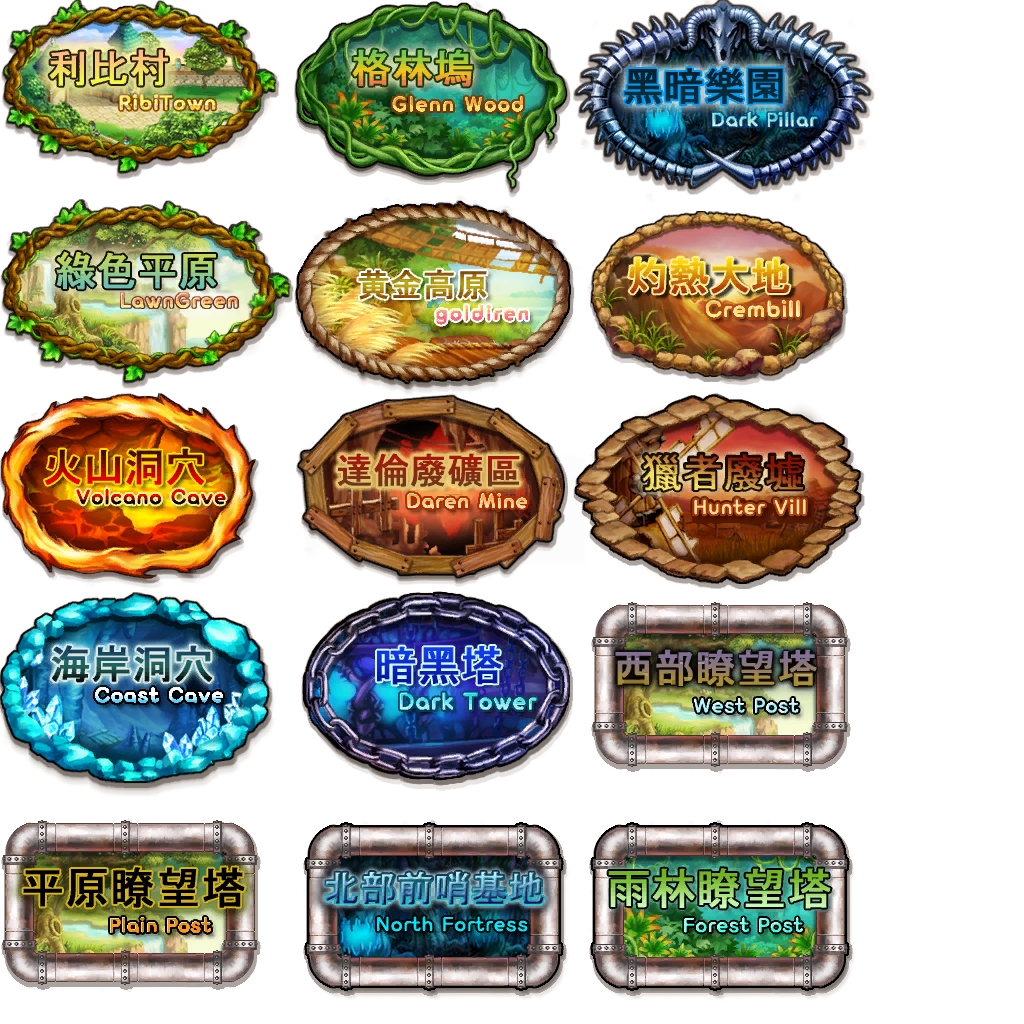 利比村
RibiTown
格林塢
Glenn Wood
黑暗樂園
Dark Pillar
綠色平原
LawnGreen
黄金高原
goldiren
灼熱大地
Crembill
火山洞穴
Volcano Cave
達倫廢礦區
Daren Mine
獵者廢墟
Hunter Vill
海岸洞穴
Coast Cave
暗黑塔
Dark Tower
西部瞭望塔
West Post
平原瞭望塔
Plain Post
北部前哨基地
North Fortress
雨林瞭望塔
Forest Post